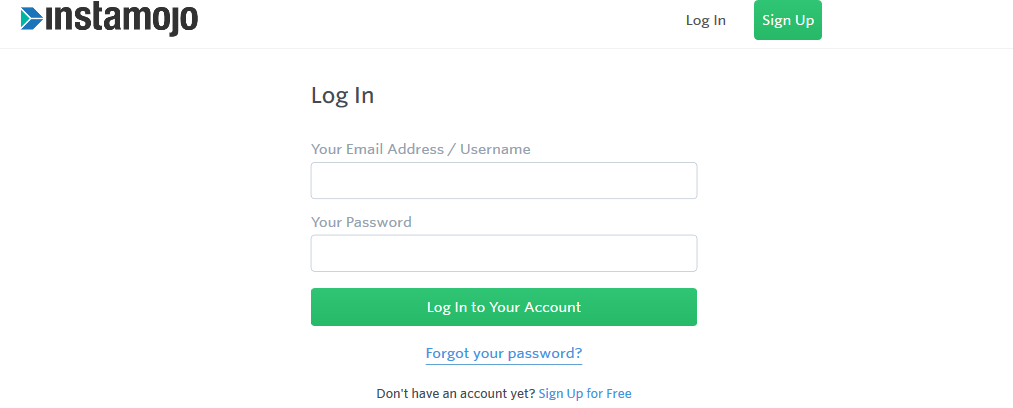 instamojo
Log In
Sign Up
Log In
Your Email Address / Username
Your Password
Log In to Your Account
Forgot your password?
Don't have an account yet? Sign Up for Free